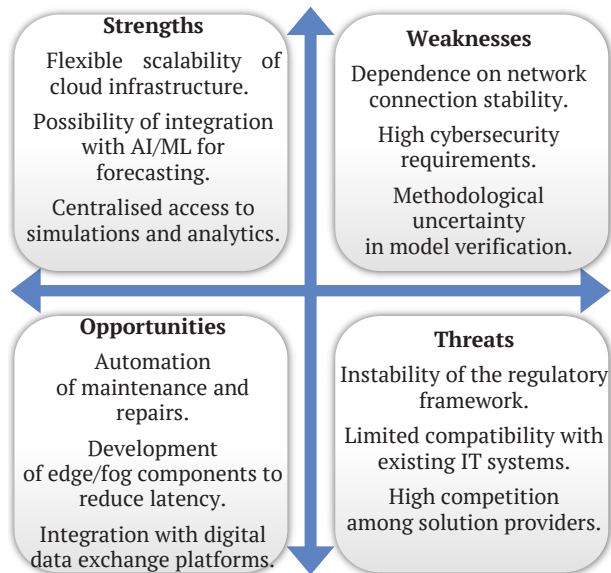 Strengths
Flexible scalability of
cloud infrastructure.
Possibility of integration
with AI/ML for
forecasting.
Centralised access to
simulations and analytics.
Weaknesses
Dependence on network
connection stability.
High cybersecurity
requirements.
Methodological
uncertainty
in model verification.
Opportunities
Automation
of maintenance and
repairs.
Development
of edge/fog components to
reduce latency.
Integration with digital
data exchange platforms.
Threats
Instability of the regulatory
framework.
Limited compatibility with
existing IT systems.
High competition
among solution providers.